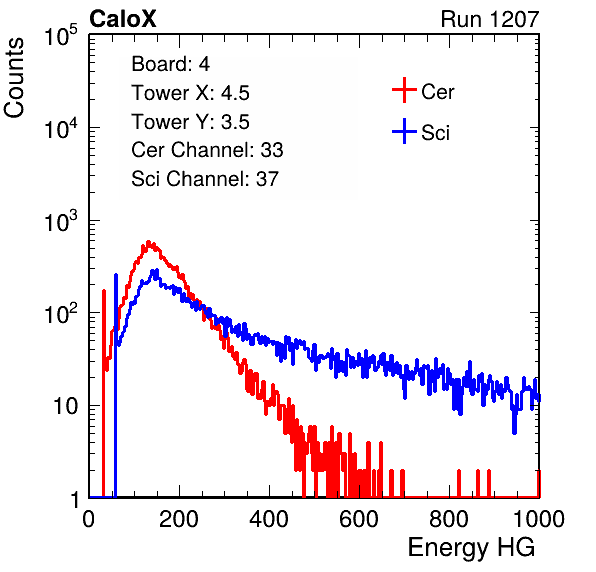 CaloX Run 1207
Counts
10^5
10^4
10^3
10^2
10
1
Board: 4
Tower X: 4.5
Tower Y: 3.5
Cer Channel: 33
Sci Channel: 37
Cer
Sci
0 200 400 600 800 1000
Energy HG